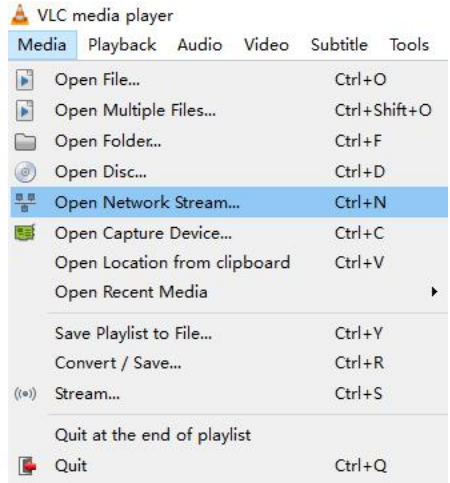 VLC media player
Media Playback Audio Video Subtitle Tools
Open File... Ctrl+O
Open Multiple Files... Ctrl+Shift+O
Open Folder... Ctrl+F
Open Disc... Ctrl+D
Open Network Stream... Ctrl+N
Open Capture Device... Ctrl+C
Open Location from clipboard Ctrl+V
Open Recent Media
Save Playlist to File... Ctrl+Y
Convert / Save... Ctrl+R
Stream... Ctrl+S
Quit at the end of playlist
Quit Ctrl+Q